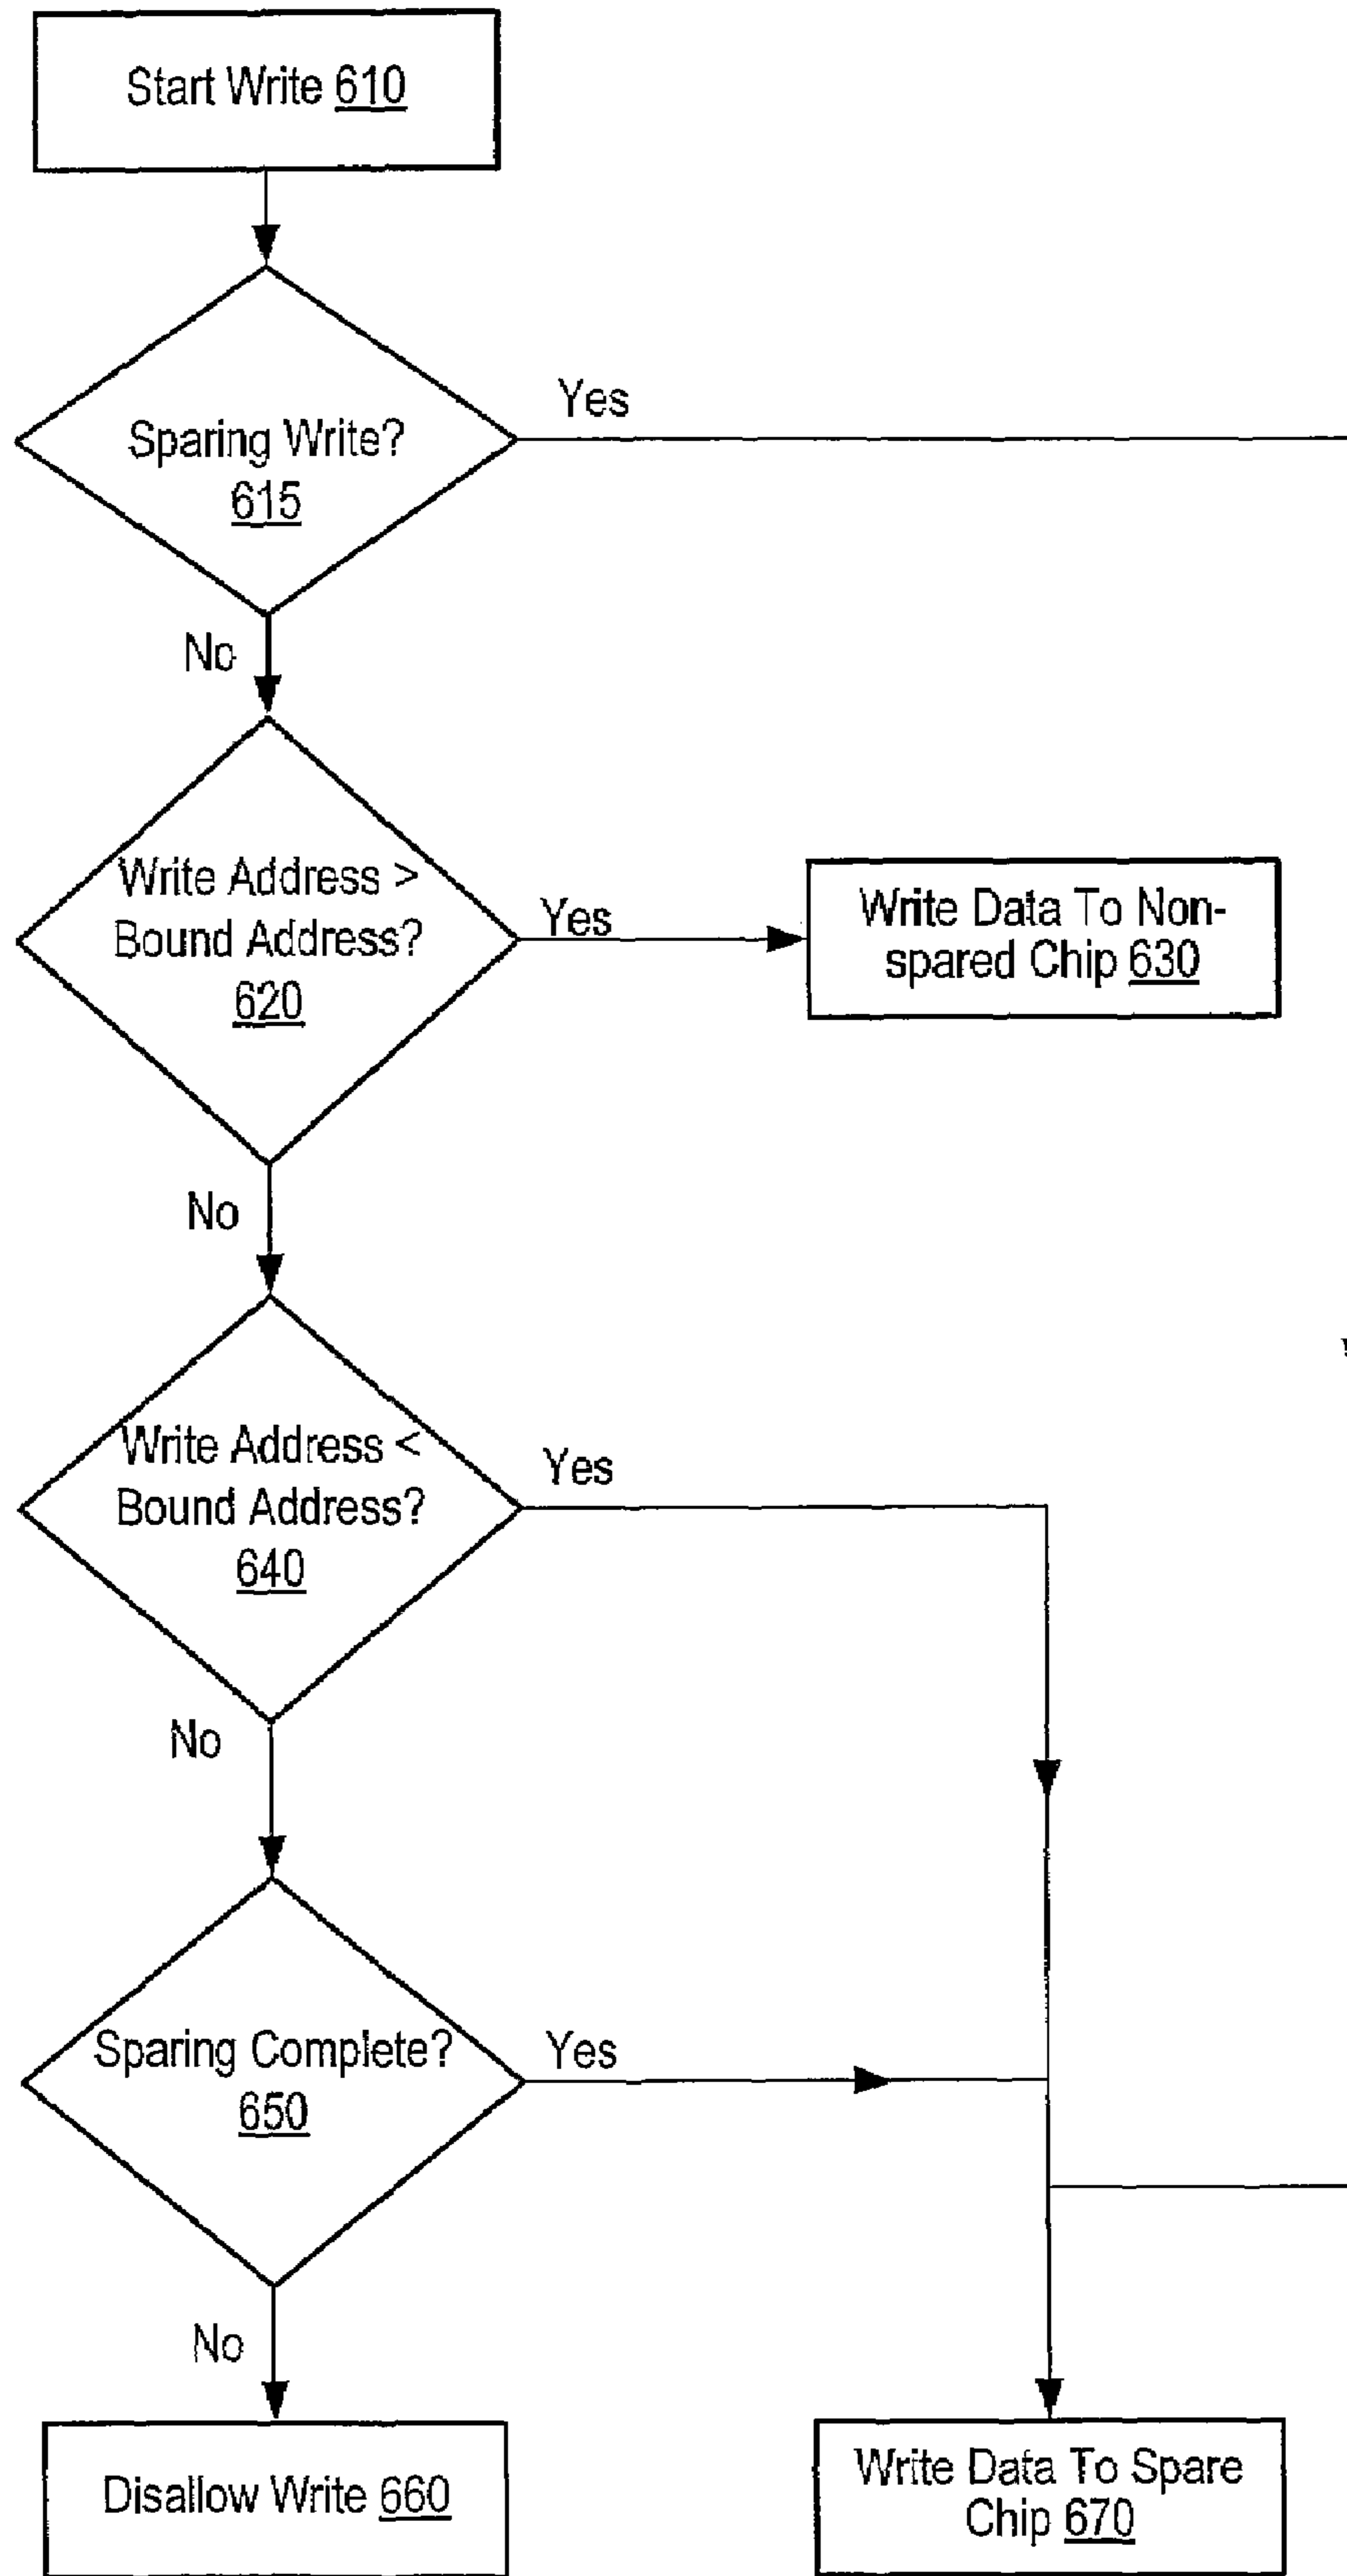 Start Write 610
Yes
Sparing Write?
615
No
Write Address >
Bound Address?
620
Yes
Write Data To Non-
spared Chip 630
No
Write Address <
Bound Address?
640
Yes
No
Sparing Complete?
650
Yes
No
Disallow Write 660
Write Data To Spare
Chip 670